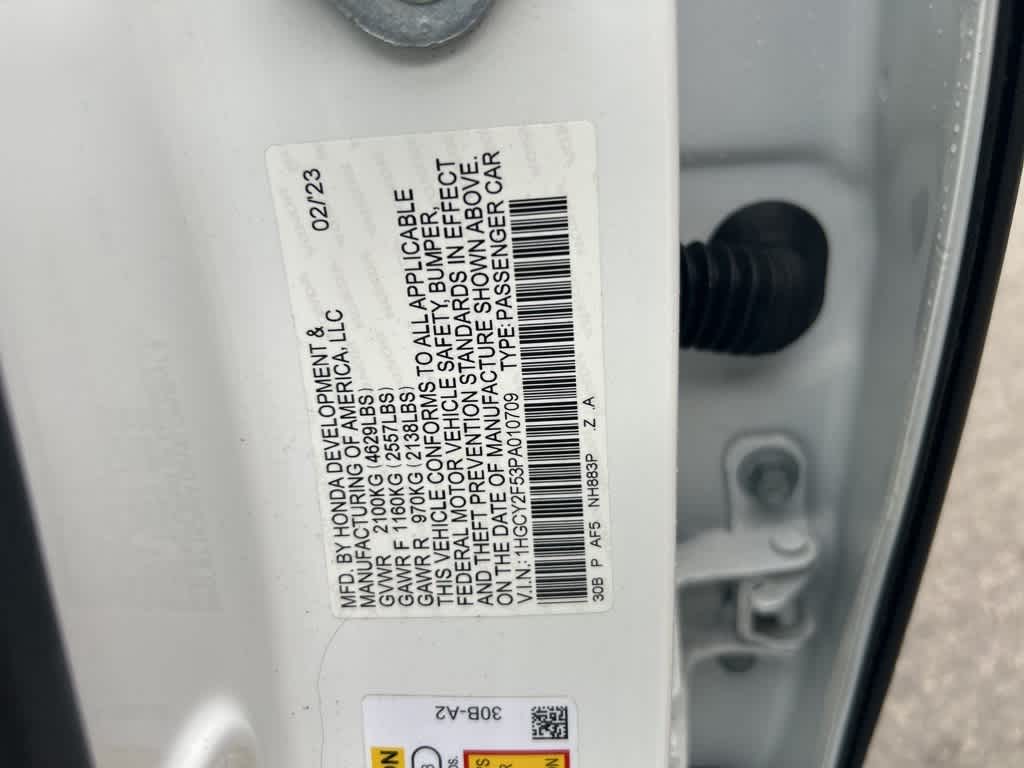 MFD. BY HONDA DEVELOPMENT &
MANUFACTURING OF AMERICA, LLC 02/'23
GVWR 2100KG (4629LBS)
GAWR F 1160KG (2557LBS)
GAWR R 970KG (2138LBS)
THIS VEHICLE CONFORMS TO ALL APPLICABLE
FEDERAL MOTOR VEHICLE SAFETY, BUMPER,
AND THEFT PREVENTION STANDARDS IN EFFECT
ON THE DATE OF MANUFACTURE SHOWN ABOVE.
V.I.N.: 1HGCY2F53PA010709 TYPE: PASSENGER CAR
30B P AF5 NH883P Z .A
30B-A2